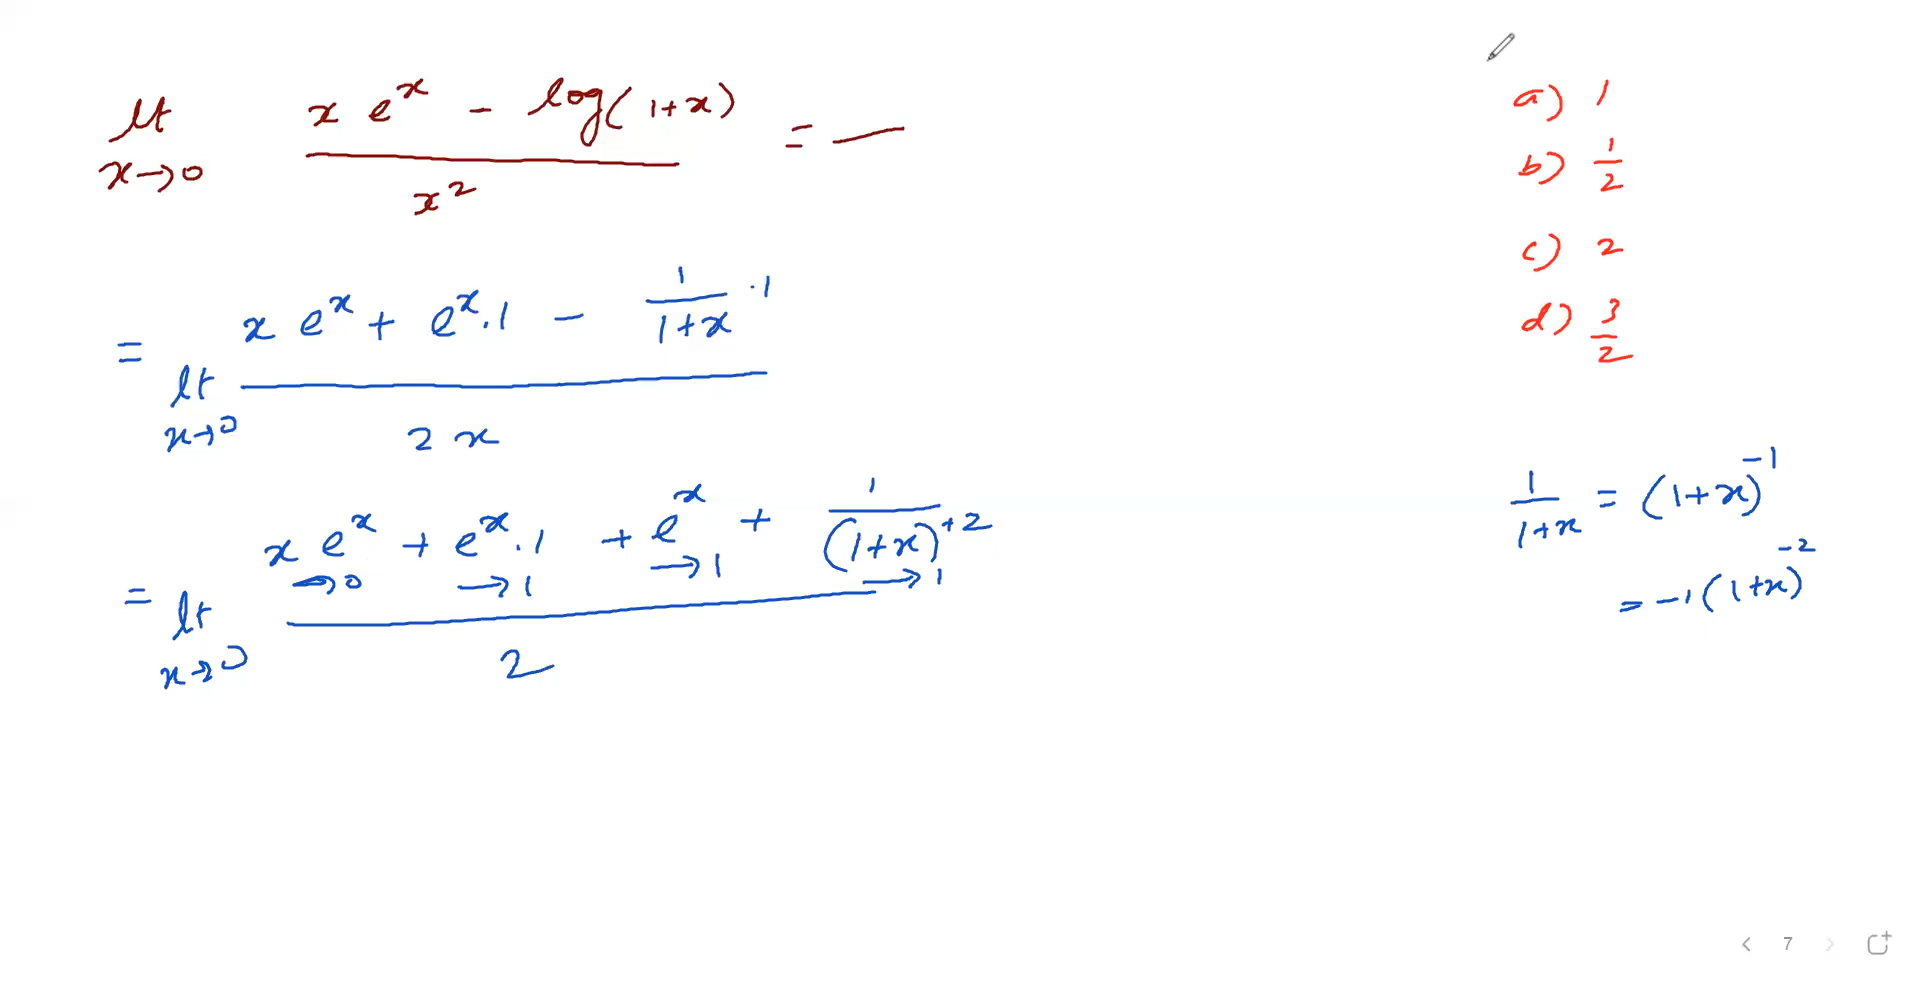 lt x→0 (x e^x - log(1+x)) / x^2 = —
a) 1
b) 1/2
c) 2
d) 3/2
= lt x→0 (x e^x + e^x . 1 - 1/(1+x) . 1) / 2x
= lt x→0 (x e^x →0 + e^x . 1 →1 + e^x →1 + 1/(1+x)^+2 →1) / 2
1/(1+x) = (1+x)^-1
= -1(1+x)^-2
7